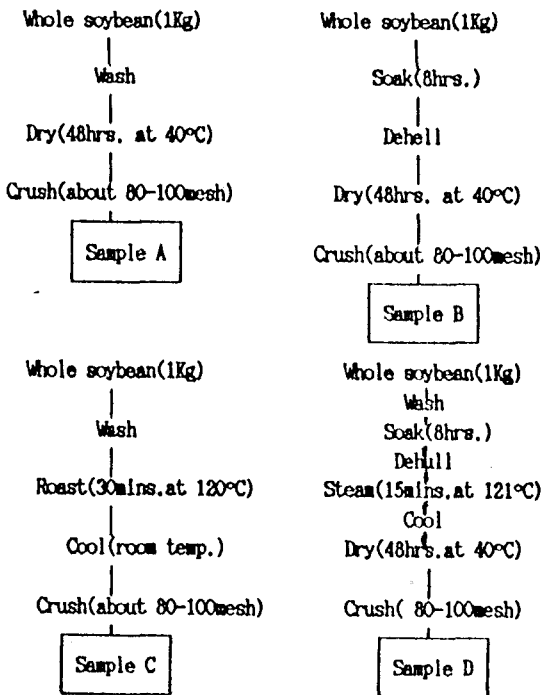 Whole soybean(1Kg)
Wash
Dry(48hrs. at 40°C)
Crush(about 80-100mesh)
Sample A
Whole soybean(1Kg)
Soak(8hrs.)
Dehell
Dry(48hrs. at 40°C)
Crush(about 80-100mesh)
Sample B
Whole soybean(1Kg)
Wash
Roast(30mins.at 120°C)
Cool(room temp.)
Crush(about 80-100mesh)
Sample C
Whole soybean(1Kg)
Wash
Soak(8hrs.)
Dehull
Steam(15mins.at 121°C)
Cool
Dry(48hrs.at 40°C)
Crush( 80-100mesh)
Sample D